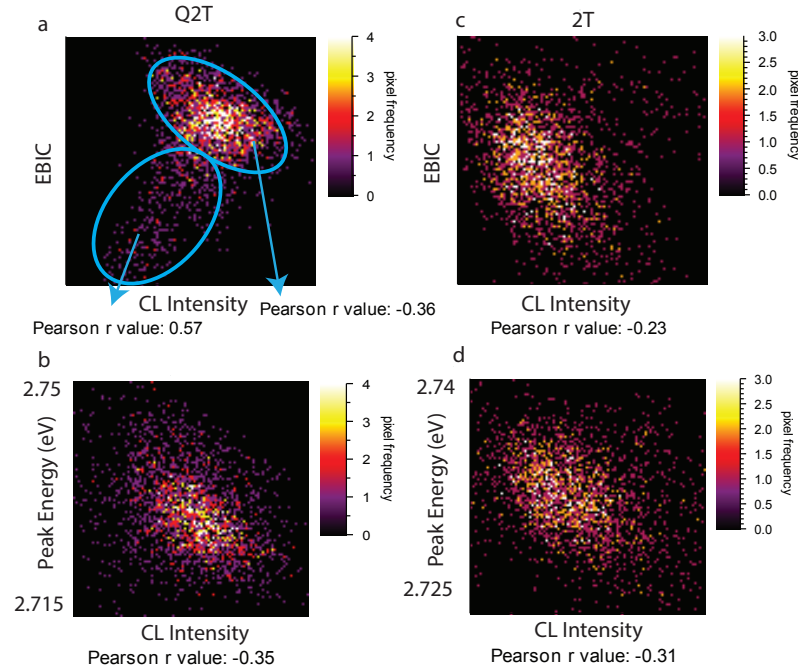 Q2T
a
4
3
2
1
0
pixel frequency
EBIC
CL Intensity
Pearson r value: -0.36
Pearson r value: 0.57
2T
c
3.0
2.5
2.0
1.5
1.0
0.5
0.0
pixel frequency
EBIC
CL Intensity
Pearson r value: -0.23
b
2.75
Peak Energy (eV)
2.715
4
3
2
1
0
pixel frequency
CL Intensity
Pearson r value: -0.35
d
2.74
Peak Energy (eV)
2.725
3.0
2.5
2.0
1.5
1.0
0.5
0.0
pixel frequency
CL Intensity
Pearson r value: -0.31